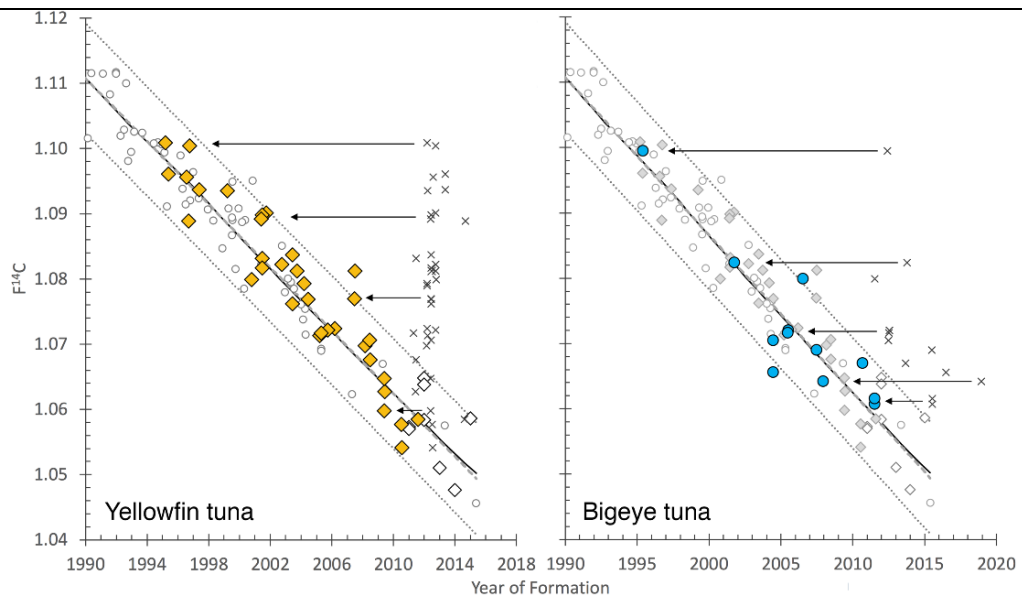 1.12
1.11
1.10
1.09
1.08
1.07
1.06
1.05
1.04
F¹⁴C
Yellowfin tuna
Bigeye tuna
1990 1994 1998 2002 2006 2010 2014 2018
1990 1995 2000 2005 2010 2015 2020
Year of Formation